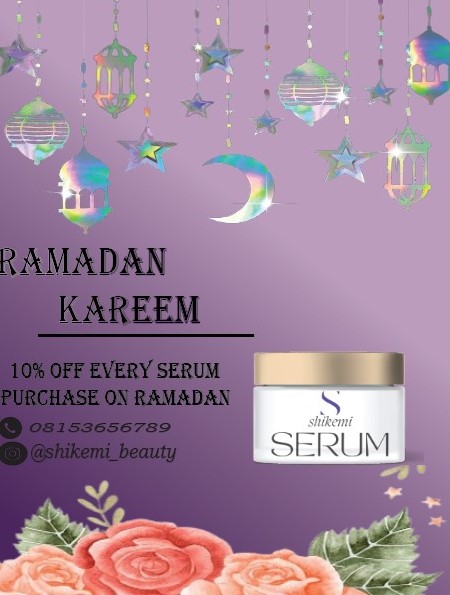 RAMADAN
KAREEM
10% OFF EVERY SERUM
PURCHASE ON RAMADAN
08153656789
@shikemi_beauty
S
shikemi
SERUM